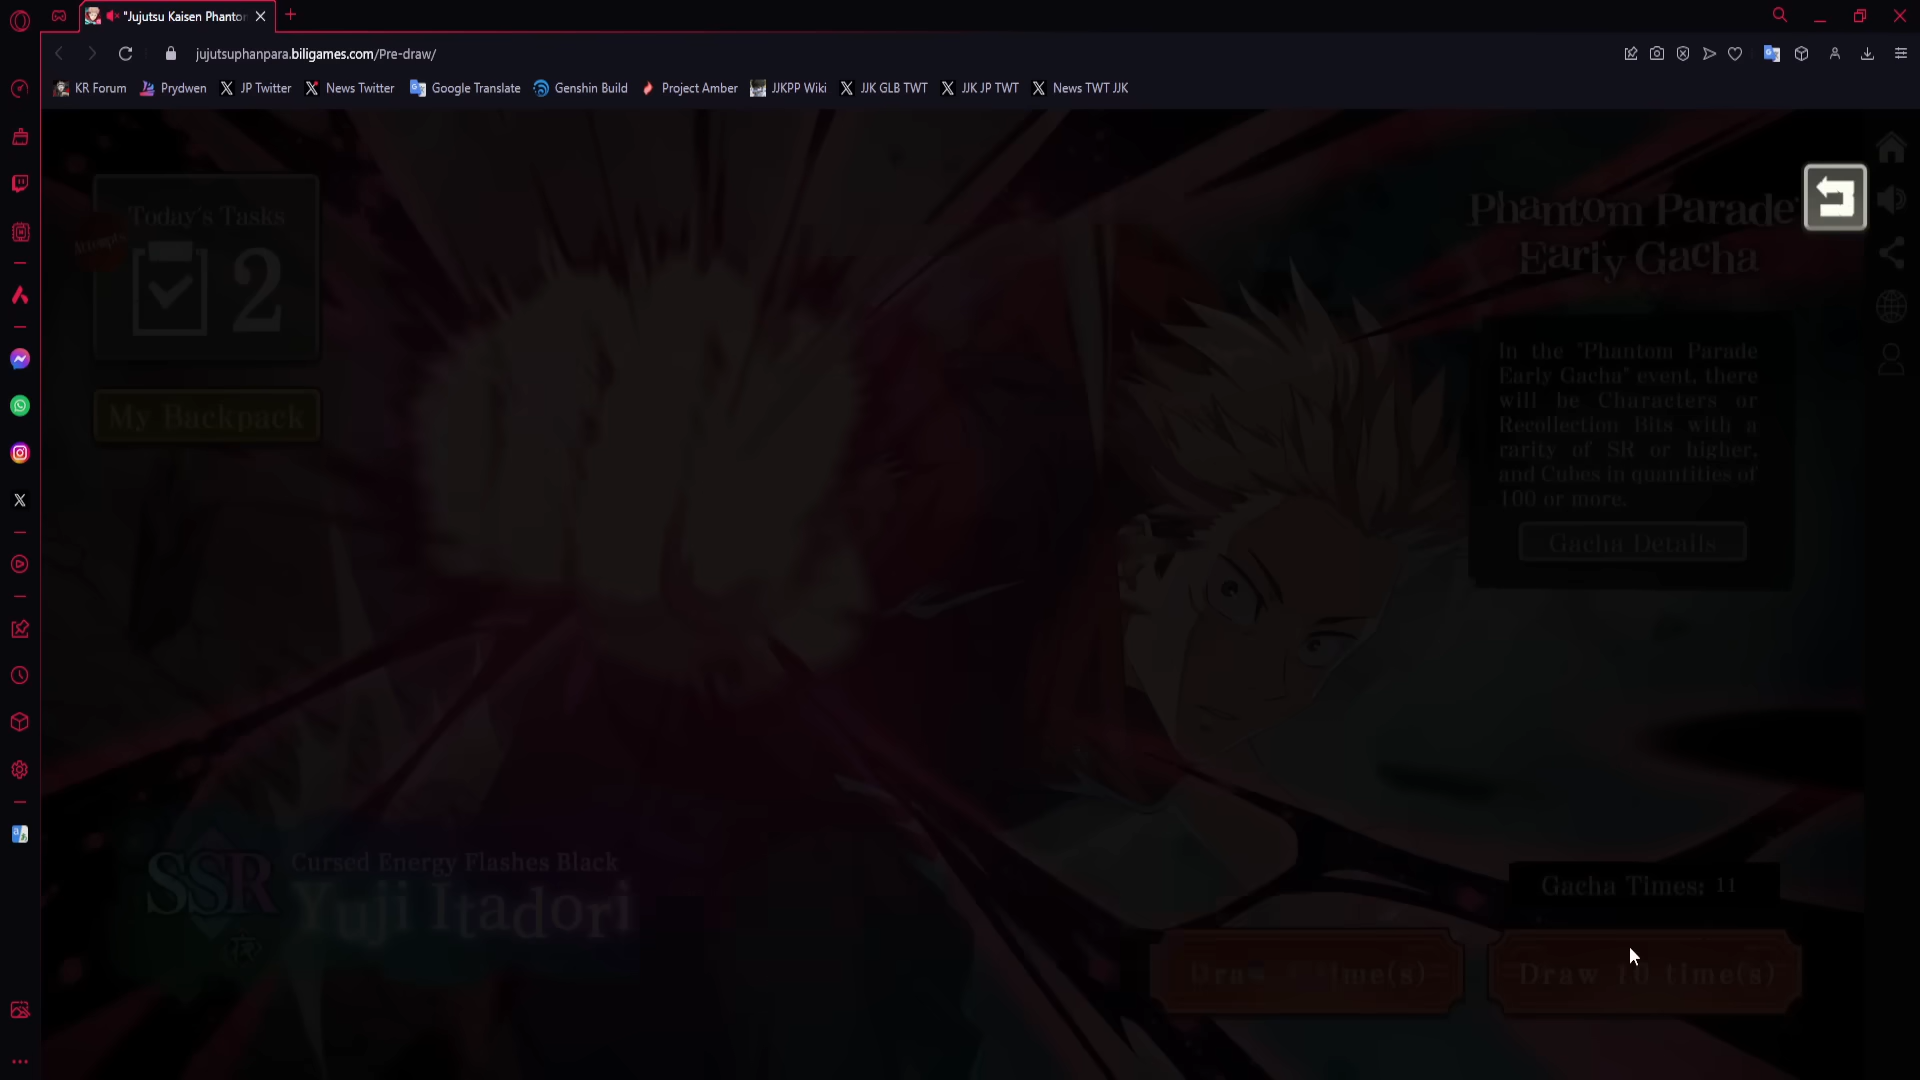 "Jujutsu Kaisen Phantom
jujutsuphanpara.biligames.com/Pre-draw/
KR Forum
Prydwen
JP Twitter
News Twitter
Google Translate
Genshin Build
Project Amber
JJKPP Wiki
JJK GLB TWT
JJK JP TWT
News TWT JJK
Today's Tasks
Attempts
2
My Backpack
Phantom Parade
Early Gacha
In the "Phantom Parade
Early Gacha" event, there
will be Characters or
Recollection Bits with a
rarity of SR or higher,
and Cubes in quantities of
100 or more.
Gacha Details
SSR
Cursed Energy Flashes Black
Yuji Itadori
Gacha Times: 11
Draw time(s)
Draw 10 time(s)